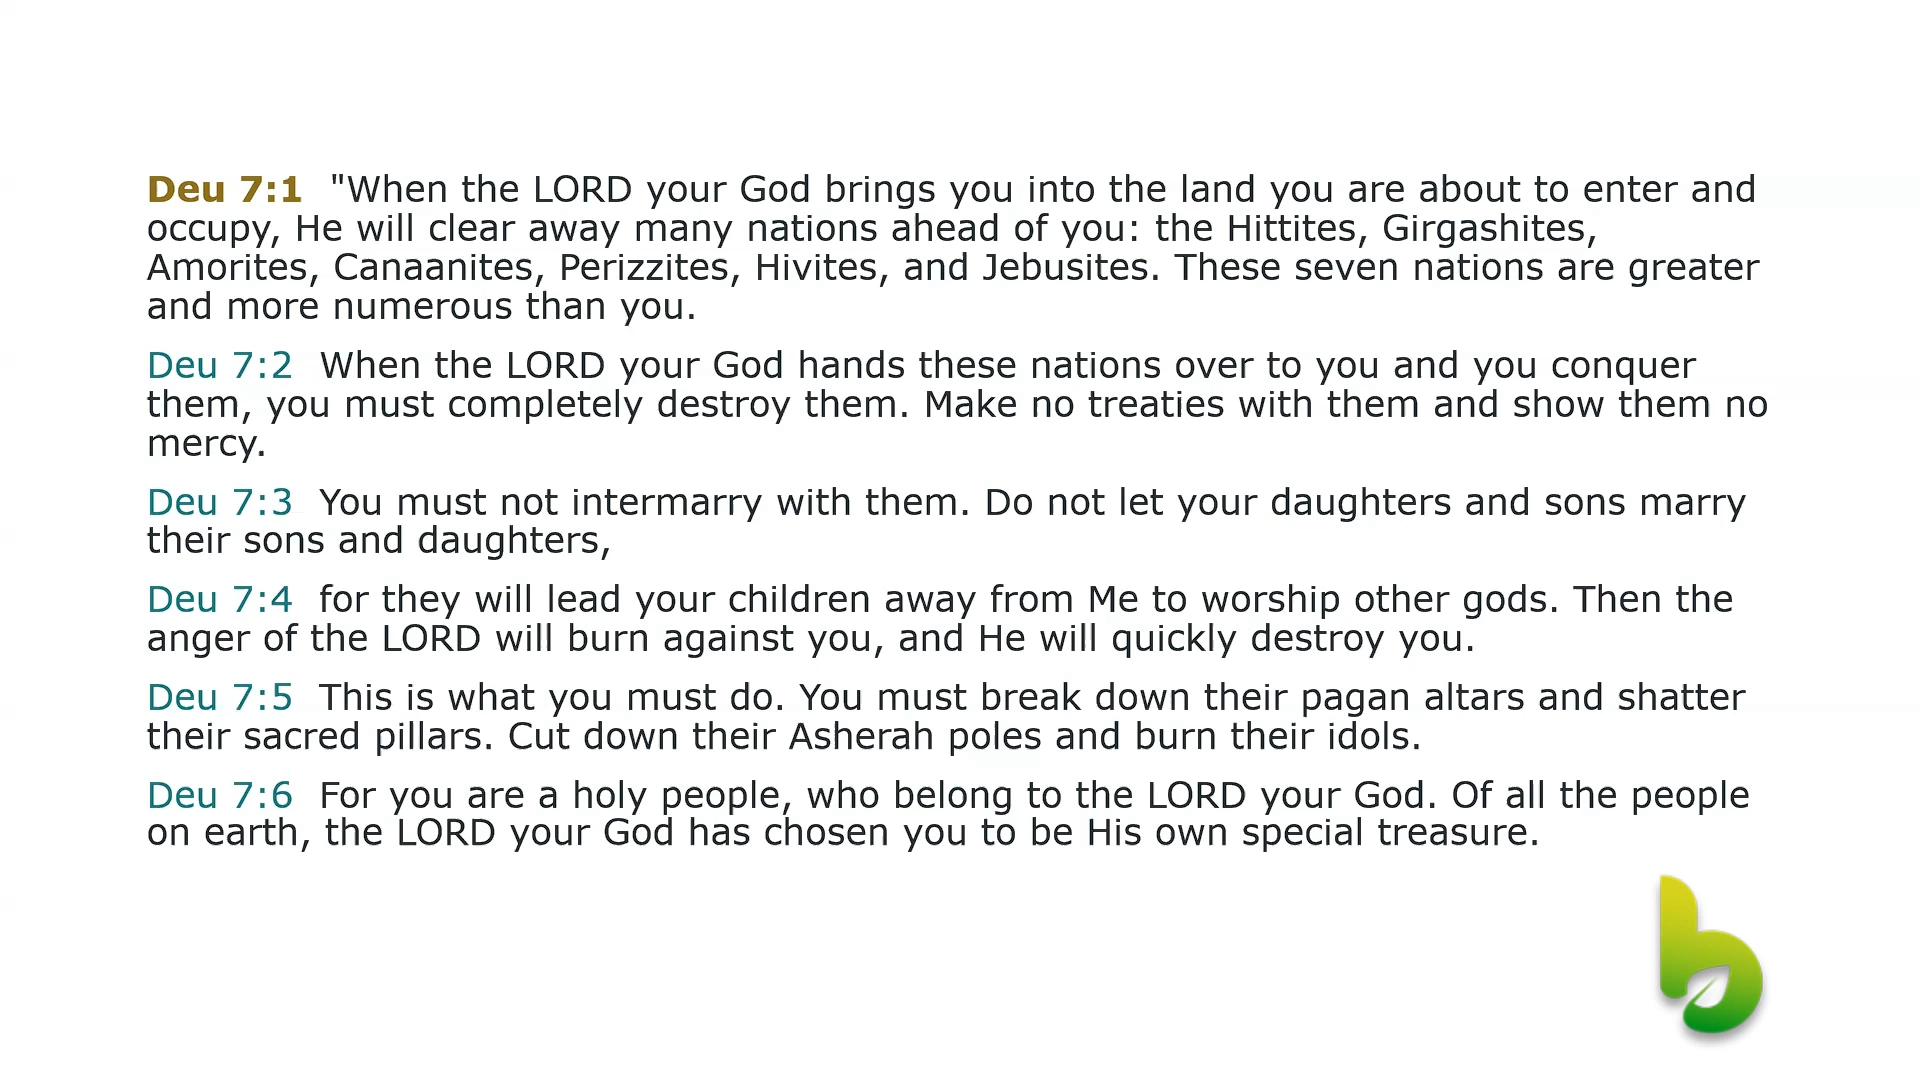 Deu 7:1 "When the LORD your God brings you into the land you are about to enter and
occupy, He will clear away many nations ahead of you: the Hittites, Girgashites,
Amorites, Canaanites, Perizzites, Hivites, and Jebusites. These seven nations are greater
and more numerous than you.
Deu 7:2 When the LORD your God hands these nations over to you and you conquer
them, you must completely destroy them. Make no treaties with them and show them no
mercy.
Deu 7:3 You must not intermarry with them. Do not let your daughters and sons marry
their sons and daughters,
Deu 7:4 for they will lead your children away from Me to worship other gods. Then the
anger of the LORD will burn against you, and He will quickly destroy you.
Deu 7:5 This is what you must do. You must break down their pagan altars and shatter
their sacred pillars. Cut down their Asherah poles and burn their idols.
Deu 7:6 For you are a holy people, who belong to the LORD your God. Of all the people
on earth, the LORD your God has chosen you to be His own special treasure.
b